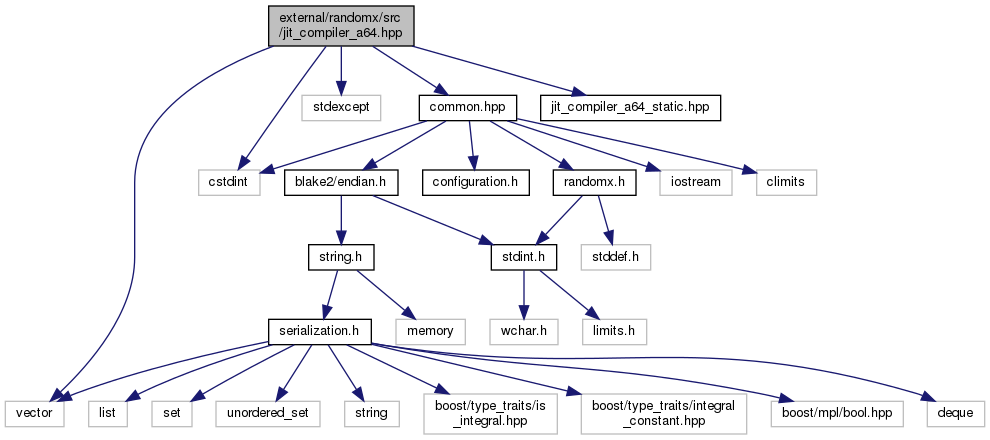 external/randomx/src
/jit_compiler_a64.hpp
stdexcept
common.hpp
jit_compiler_a64_static.hpp
cstdint
blake2/endian.h
configuration.h
randomx.h
iostream
climits
string.h
stdint.h
stddef.h
serialization.h
memory
wchar.h
limits.h
vector
list
set
unordered_set
string
boost/type_traits/is
_integral.hpp
boost/type_traits/integral
_constant.hpp
boost/mpl/bool.hpp
deque